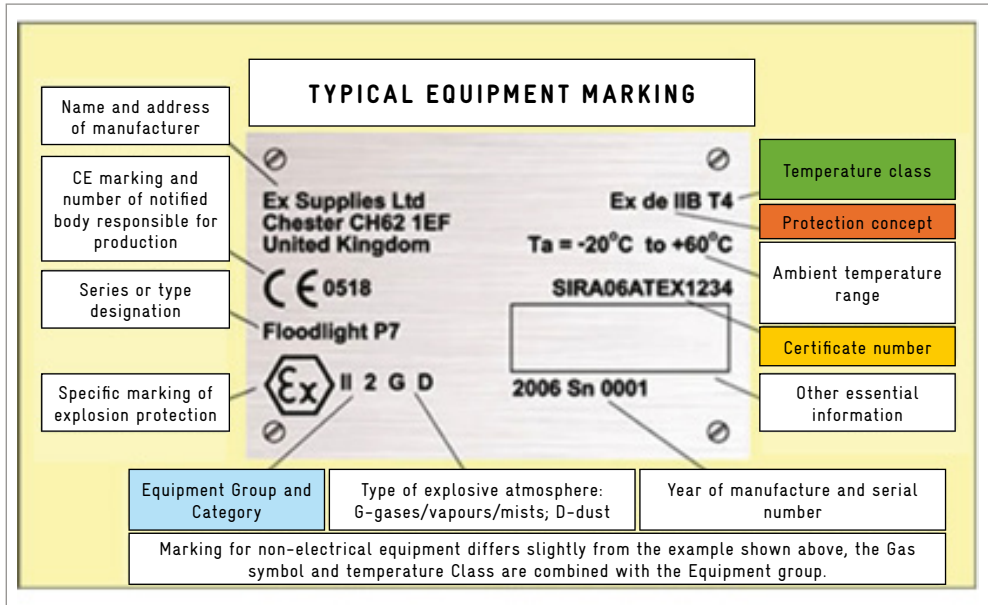 TYPICAL EQUIPMENT MARKING
Name and address
of manufacturer
CE marking and
number of notified
body responsible for
production
Series or type
designation
Specific marking of
explosion protection
Ex Supplies Ltd
Chester CH62 1EF
United Kingdom
CE 0518
Floodlight P7
Ex II 2 G D
Ex de IIB T4
Ta = -20°C to +60°C
SIRA06ATEX1234
2006 Sn 0001
Temperature class
Protection concept
Ambient temperature
range
Certificate number
Other essential
information
Equipment Group and
Category
Type of explosive atmosphere:
G-gases/vapours/mists; D-dust
Year of manufacture and serial
number
Marking for non-electrical equipment differs slightly from the example shown above, the Gas
symbol and temperature Class are combined with the Equipment group.